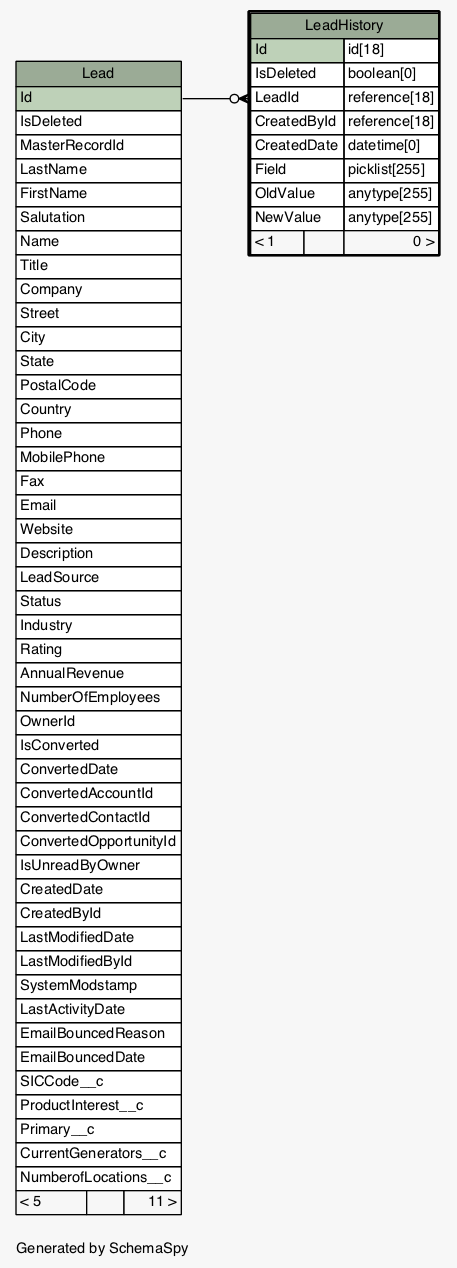 Lead
Id
IsDeleted
MasterRecordId
LastName
FirstName
Salutation
Name
Title
Company
Street
City
State
PostalCode
Country
Phone
MobilePhone
Fax
Email
Website
Description
LeadSource
Status
Industry
Rating
AnnualRevenue
NumberOfEmployees
OwnerId
IsConverted
ConvertedDate
ConvertedAccountId
ConvertedContactId
ConvertedOpportunityId
IsUnreadByOwner
CreatedDate
CreatedById
LastModifiedDate
LastModifiedById
SystemModstamp
LastActivityDate
EmailBouncedReason
EmailBouncedDate
SICCode__c
ProductInterest__c
Primary__c
CurrentGenerators__c
NumberofLocations__c
< 5 11 >
LeadHistory
Id id[18]
IsDeleted boolean[0]
LeadId reference[18]
CreatedById reference[18]
CreatedDate datetime[0]
Field picklist[255]
OldValue anytype[255]
NewValue anytype[255]
< 1 0 >
Generated by SchemaSpy